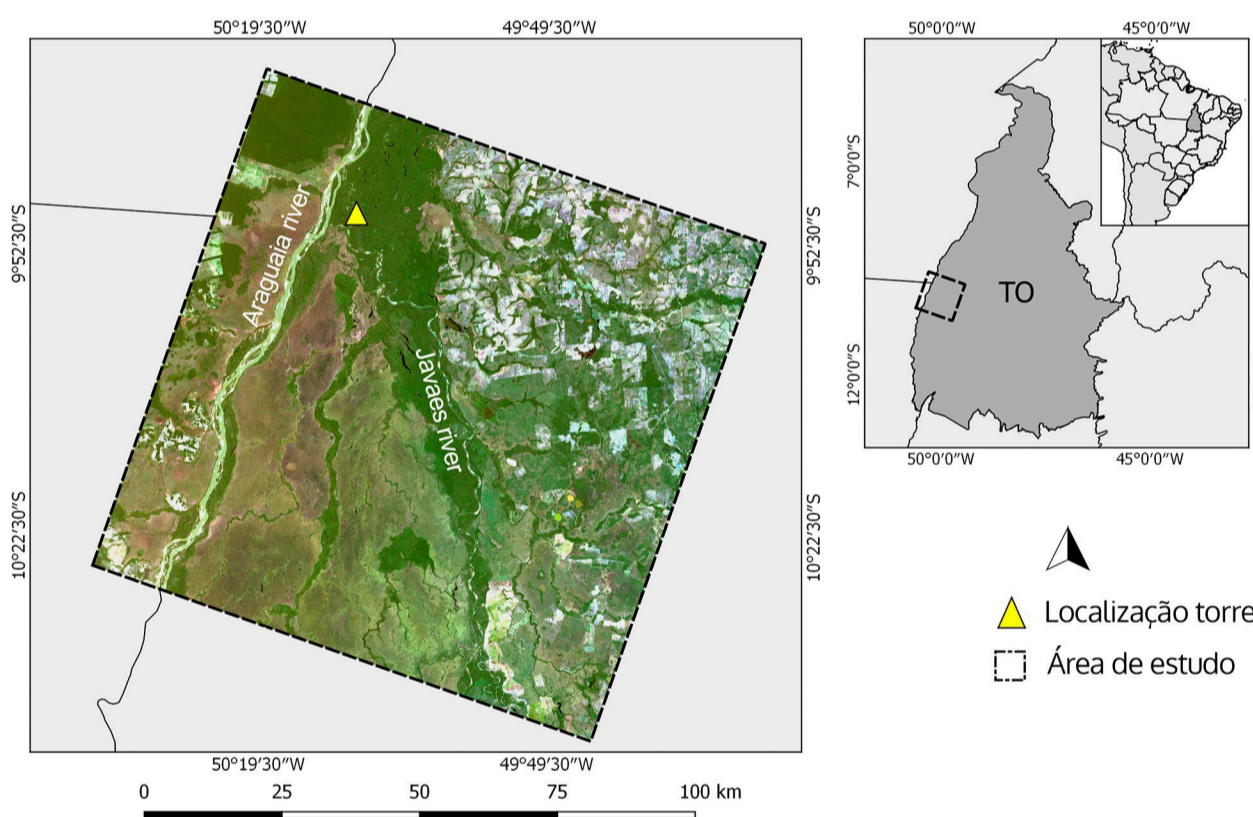 50°19'30"W
49°49'30"W
9°52'30"S
10°22'30"S
Araguaia river
Javaes river
9°52'30"S
10°22'30"S
50°19'30"W
49°49'30"W
0
25
50
75
100 km
50°0'0"W
45°0'0"W
7°0'0"S
12°0'0"S
TO
50°0'0"W
45°0'0"W
Localização torre
Área de estudo